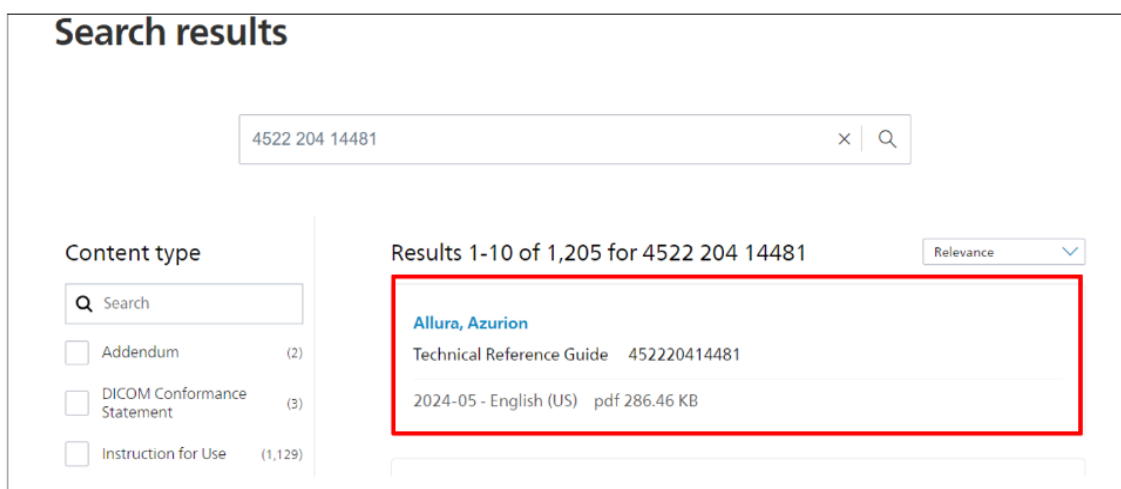 Search results
4522 204 14481
Content type
Search
Addendum (2)
DICOM Conformance
Statement (3)
Instruction for Use (1,129)
Results 1-10 of 1,205 for 4522 204 14481
Relevance
Allura, Azurion
Technical Reference Guide 452220414481
2024-05 - English (US) pdf 286.46 KB